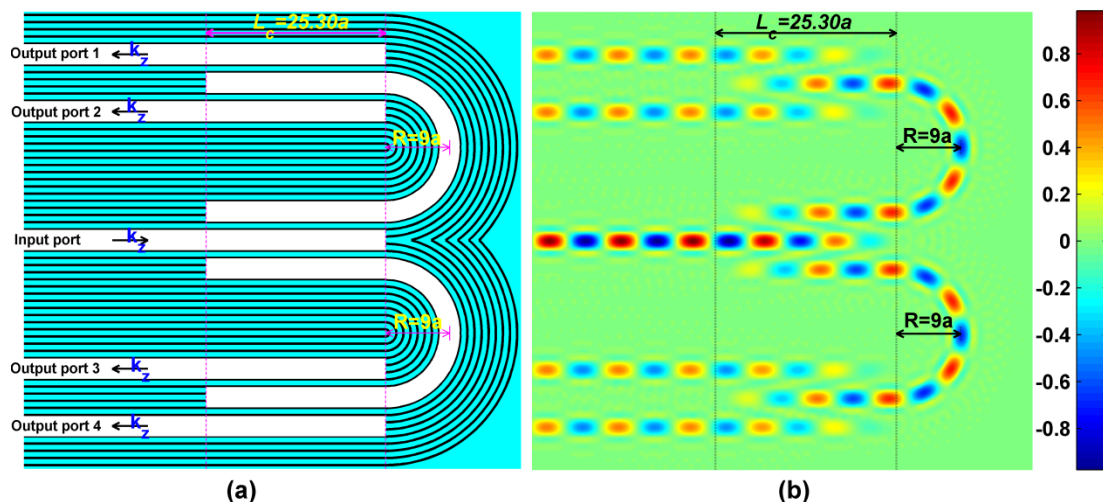 L_c=25.30a
Output port 1
k_z
Output port 2
k_z
R=9a
Input port
k_z
R=9a
Output port 3
k_z
Output port 4
k_z
(a)
L_c=25.30a
R=9a
R=9a
(b)
0.8
0.6
0.4
0.2
0
-0.2
-0.4
-0.6
-0.8